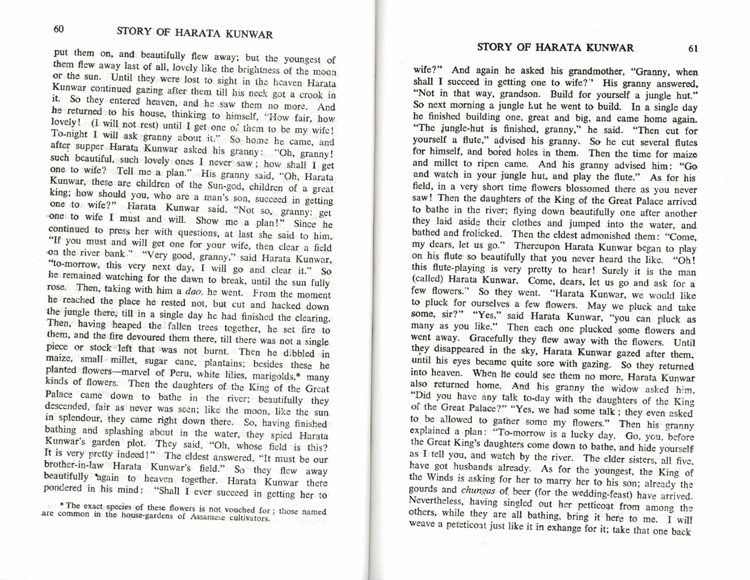 60 STORY OF HARATA KUNWAR
put them on, and beautifully flew away; but the youngest of
them flew away last of all, lovely like the brightness of the moon
or the sun. Until they were lost to sight in the heaven Harata
Kunwar continued gazing after them till his neck got a crook in
it. So they entered heaven, and he saw them no more. And
he returned to his house, thinking to himself, "How fair, how
lovely! (I will not rest) until I get one of them to be my wife!
To-night I will ask granny about it." So home he came, and
after supper Harata Kunwar asked his granny: "Oh, granny!
such beautiful, such lovely ones I never saw; how shall I get
one to wife? Tell me a plan." His granny said, "Oh, Harata
Kunwar, these are children of the Sun-god, children of a great
king; how should you, who are a man's son, succeed in getting
one to wife?" Harata Kunwar said, "Not so, granny; get
one to wife I must and will. Show me a plan!" Since he
continued to press her with questions, at last she said to him,
"If you must and will get one for your wife, then clear a field
on the river bank." "Very good, granny," said Harata Kunwar,
"to-morrow, this very next day, I will go and clear it." So
he remained watching for the dawn to break, until the sun fully
rose. Then, taking with him a dao, he went. From the moment
he reached the place he rested not, but cut and hacked down
the jungle there, till in a single day he had finished the clearing.
Then, having heaped the fallen trees together, he set fire to
them, and the fire devoured them there, till there was not a single
piece or stock left that was not burnt. Then he dibbled in
maize, small millet, sugar cane, plantains; besides these he
planted flowers—marvel of Peru, white lilies, marigolds,* many
kinds of flowers. Then the daughters of the King of the Great
Palace came down to bathe in the river; beautifully they
descended, fair as never was seen; like the moon, like the sun
in splendour, they came right down there. So, having finished
bathing and splashing about in the water, they spied Harata
Kunwar's garden plot. They said, "Oh, whose field is this?
It is very pretty indeed!" The eldest answered, "It must be our
brother-in-law Harata Kunwar's field." So they flew away
beautifully again to heaven together. Harata Kunwar there
pondered in his mind: "Shall I ever succeed in getting her to
* The exact species of these flowers is not vouched for; those named
are common in the house-gardens of Assamese cultivators.
STORY OF HARATA KUNWAR 61
wife?" And again he asked his grandmother, "Granny, when
shall I succeed in getting one to wife?" His granny answered,
"Not in that way, grandson. Build for yourself a jungle hut."
So next morning a jungle hut he went to build. In a single day
he finished building one, great and big, and came home again.
"The jungle-hut is finished, granny," he said. "Then cut for
yourself a flute," advised his granny. So he cut several flutes
for himself, and bored holes in them. Then the time for maize
and millet to ripen came. And his granny advised him: "Go
and watch in your jungle hut, and play the flute." As for his
field, in a very short time flowers blossomed there as you never
saw! Then the daughters of the King of the Great Palace arrived
to bathe in the river; flying down beautifully one after another
they laid aside their clothes and jumped into the water, and
bathed and frolicked. Then the eldest admonished them: "Come,
my dears, let us go." Thereupon Harata Kunwar began to play
on his flute so beautifully that you never heard the like. "Oh!
this flute-playing is very pretty to hear! Surely it is the man
(called) Harata Kunwar. Come, dears, let us go and ask for a
few flowers." So they went. "Harata Kunwar, we would like
to pluck for ourselves a few flowers. May we pluck and take
some, sir?" "Yes," said Harata Kunwar, "you can pluck as
many as you like." Then each one plucked some flowers and
went away. Gracefully they flew away with the flowers. Until
they disappeared in the sky, Harata Kunwar gazed after them,
until his eyes became quite sore with gazing. So they returned
into heaven. When he could see them no more, Harata Kunwar
also returned home. And his granny the widow asked him,
"Did you have any talk to-day with the daughters of the King
of the Great Palace?" "Yes, we had some talk; they even asked
to be allowed to gather some my flowers." Then his granny
explained a plan: "To-morrow is a lucky day. Go, you, before
the Great King's daughters come down to bathe, and hide yourself
as I tell you, and watch by the river. The elder sisters, all five,
have got husbands already. As for the youngest, the King of
the Winds is asking for her to marry her to his son; already the
gourds and chungas of beer (for the wedding-feast) have arrived.
Nevertheless, having singled out her petticoat from among the
others, while they are all bathing, bring it here to me. I will
weave a peteticoat just like it in exhange for it; take that one back